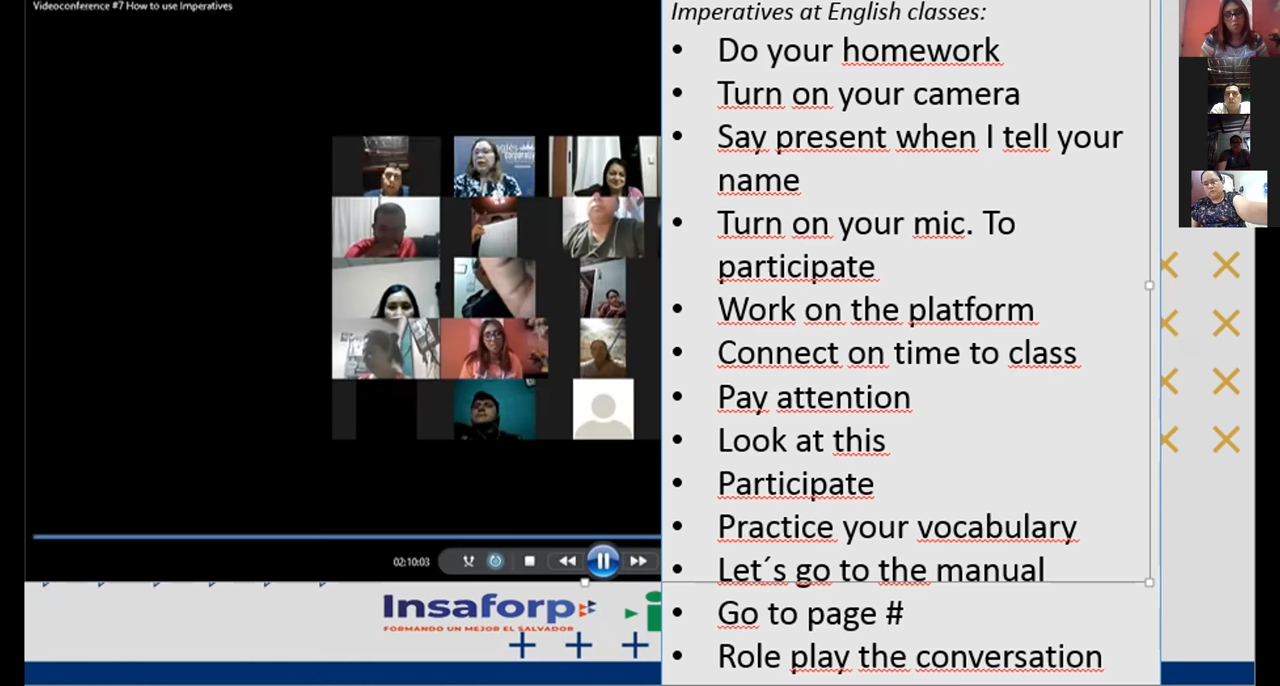 Videoconference #7 How to use Imperatives
Imperatives at English classes:
• Do your homework
• Turn on your camera
• Say present when I tell your
name
• Turn on your mic. To
participate
• Work on the platform
• Connect on time to class
• Pay attention
• Look at this
• Participate
• Practice your vocabulary
• Let´s go to the manual
• Go to page #
• Role play the conversation
02:10:03
Insaforp
FORMANDO UN MEJOR EL SALVADOR